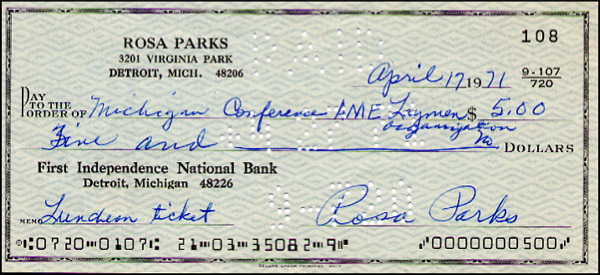 108
ROSA PARKS
3201 VIRGINIA PARK
DETROIT, MICH. 48206
April 17 1971
9-107
720
PAY TO THE ORDER OF Michigan Conference AME Laymen $ 5.00
organization
Five and No DOLLARS
First Independence National Bank
Detroit, Michigan 48226
MEMO Luncheon ticket Rosa Parks
0720 0107 21 03 35082 9 0000000500